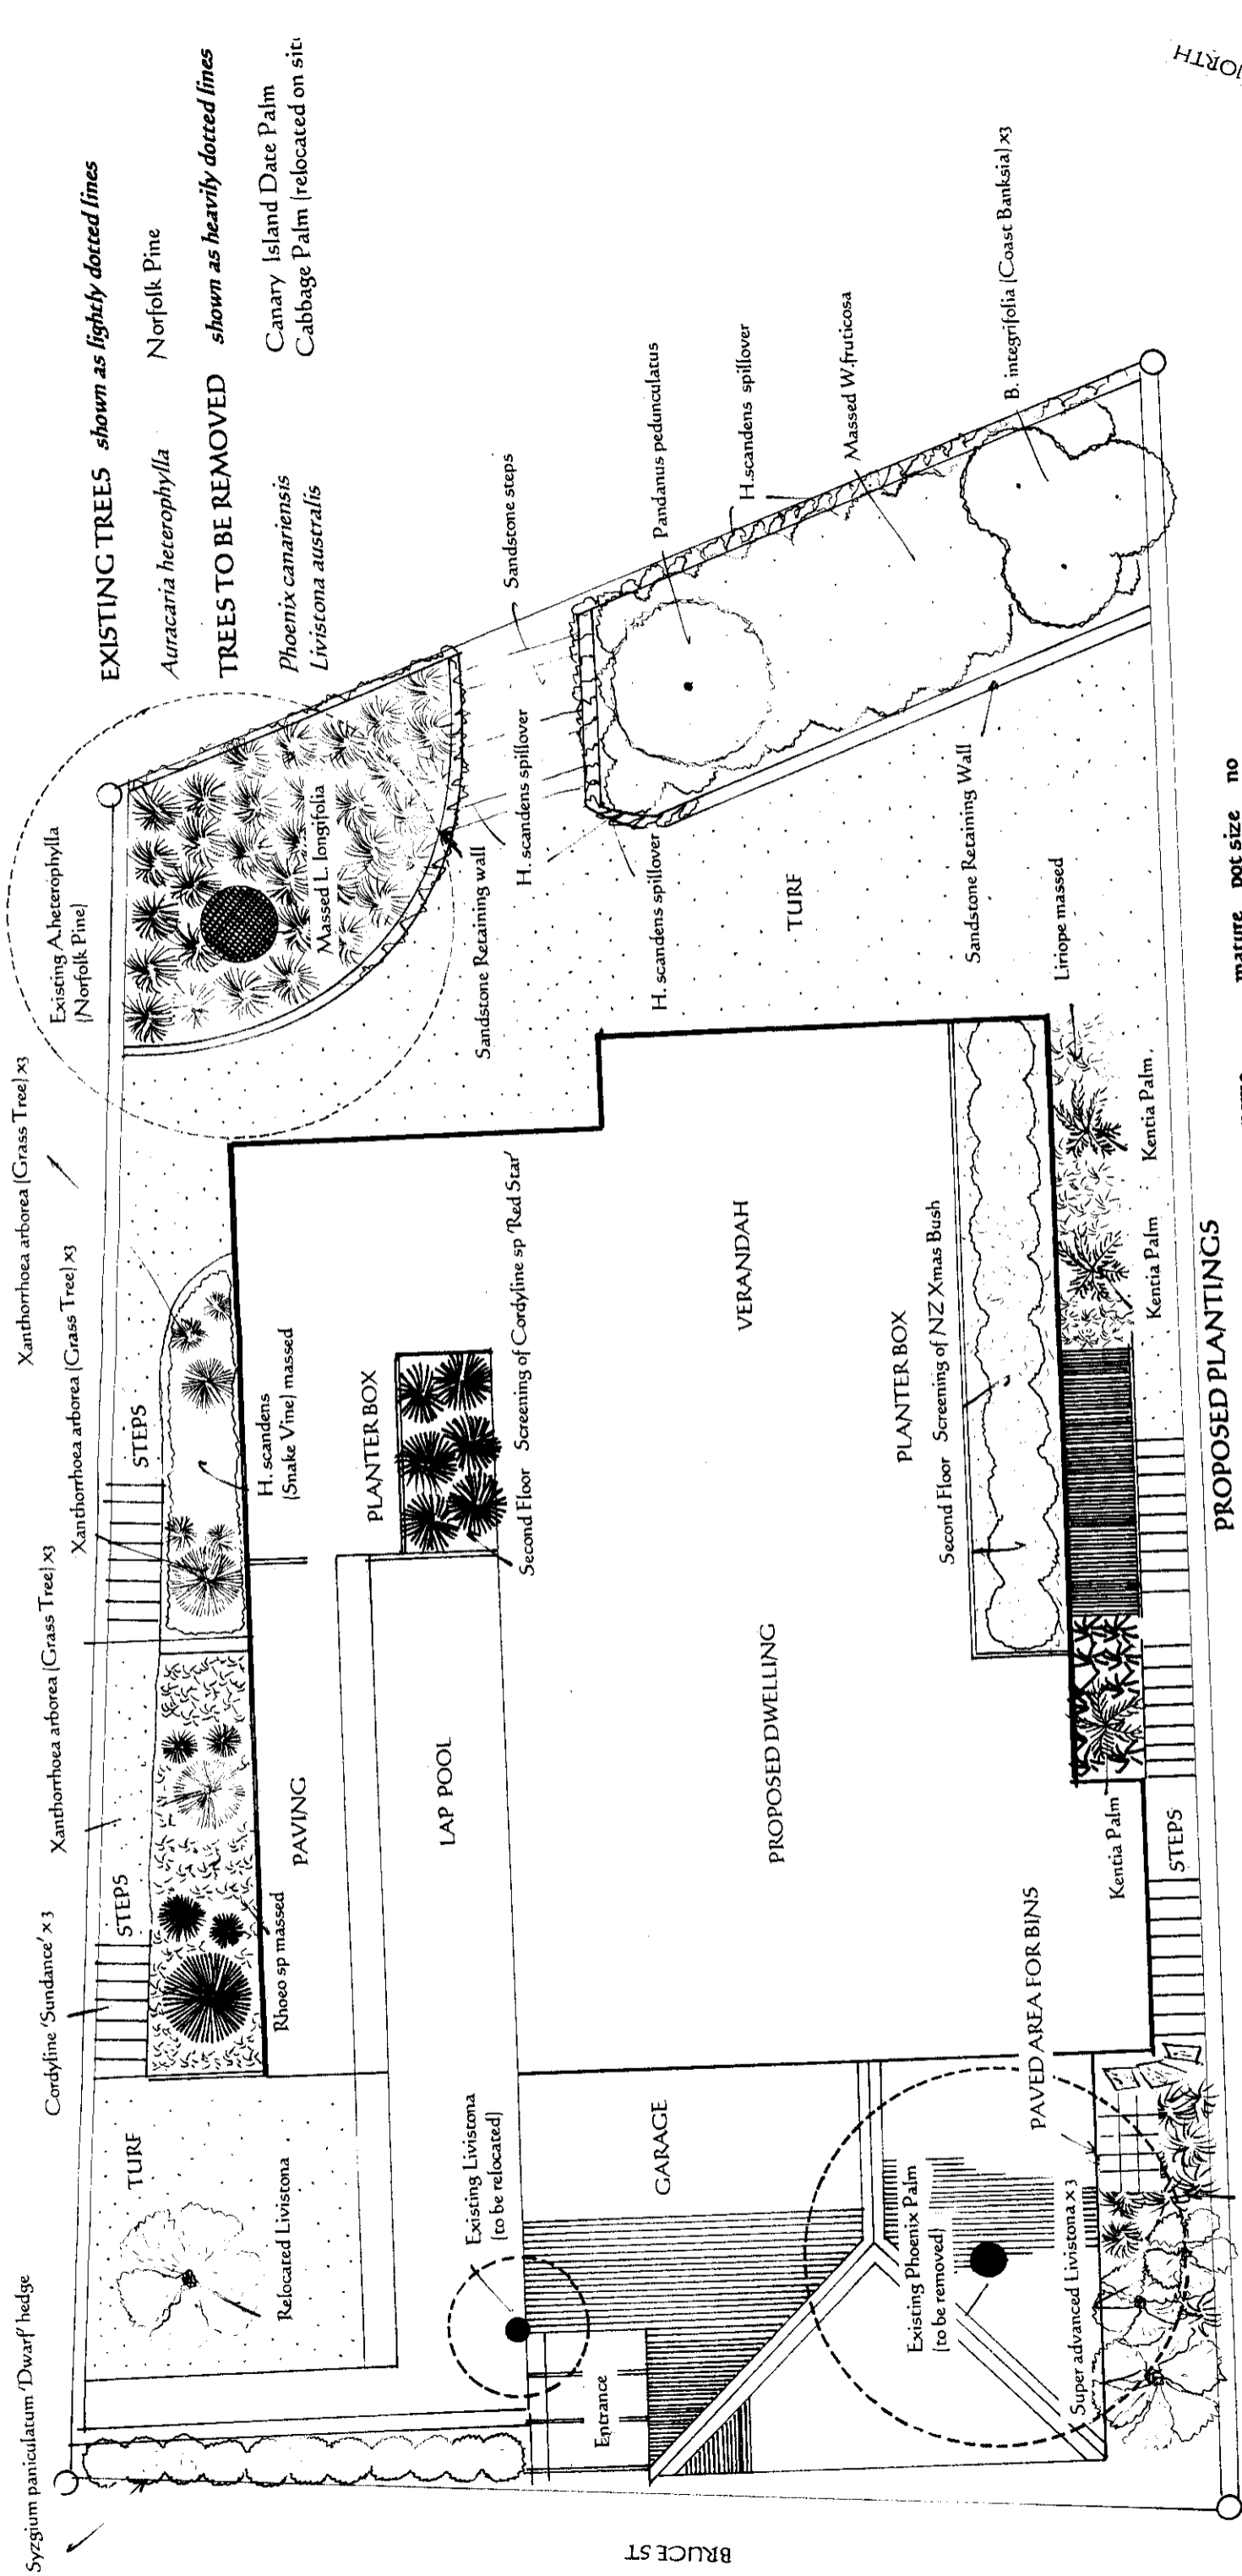 EXISTING TREES shown as lightly dotted lines
Auracaria heterophylla Norfolk Pine
TREES TO BE REMOVED shown as heavily dotted lines
Phoenix canariensis Canary Island Date Palm
Livistona australis Cabbage Palm (relocated on site
NORTH
Syzgium paniculatum 'Dwarf' hedge
Cordyline 'Sundance' x 3
Xanthorrhoea arborea (Grass Tree) x3
Xanthorrhoea arborea (Grass Tree) x3
Xanthorrhoea arborea (Grass Tree) x3
Existing A.heterophylla
(Norfolk Pine)
STEPS
STEPS
TURF
Relocated Livistona
Rhoeo sp massed
PAVING
H. scandens
(Snake Vine) massed
Massed L. longifolia
PLANTER BOX
LAP POOL
Sandstone Retaining wall
Sandstone steps
H. scandens spillover
Existing Livistona
(to be relocated)
Second Floor Screening of Cordyline sp 'Red Star'
Entrance
GARAGE
H. scandens spillover
Pandanus pedunculatus
VERANDAH
H.scandens spillover
PROPOSED DWELLING
TURF
Massed W.fruticosa
BRUCE ST
PLANTER BOX
Existing Phoenix Palm
(to be removed)
Second Floor Screening of NZ Xmas Bush
Sandstone Retaining Wall
B. integrifolia (Coast Banksia) x3
PAVED AREA FOR BINS
Super advanced Livistona x 3
Liriope massed
Kentia Palm
Kentia Palm
Kentia Palm
STEPS
PROPOSED PLANTINGS
mature pot size no